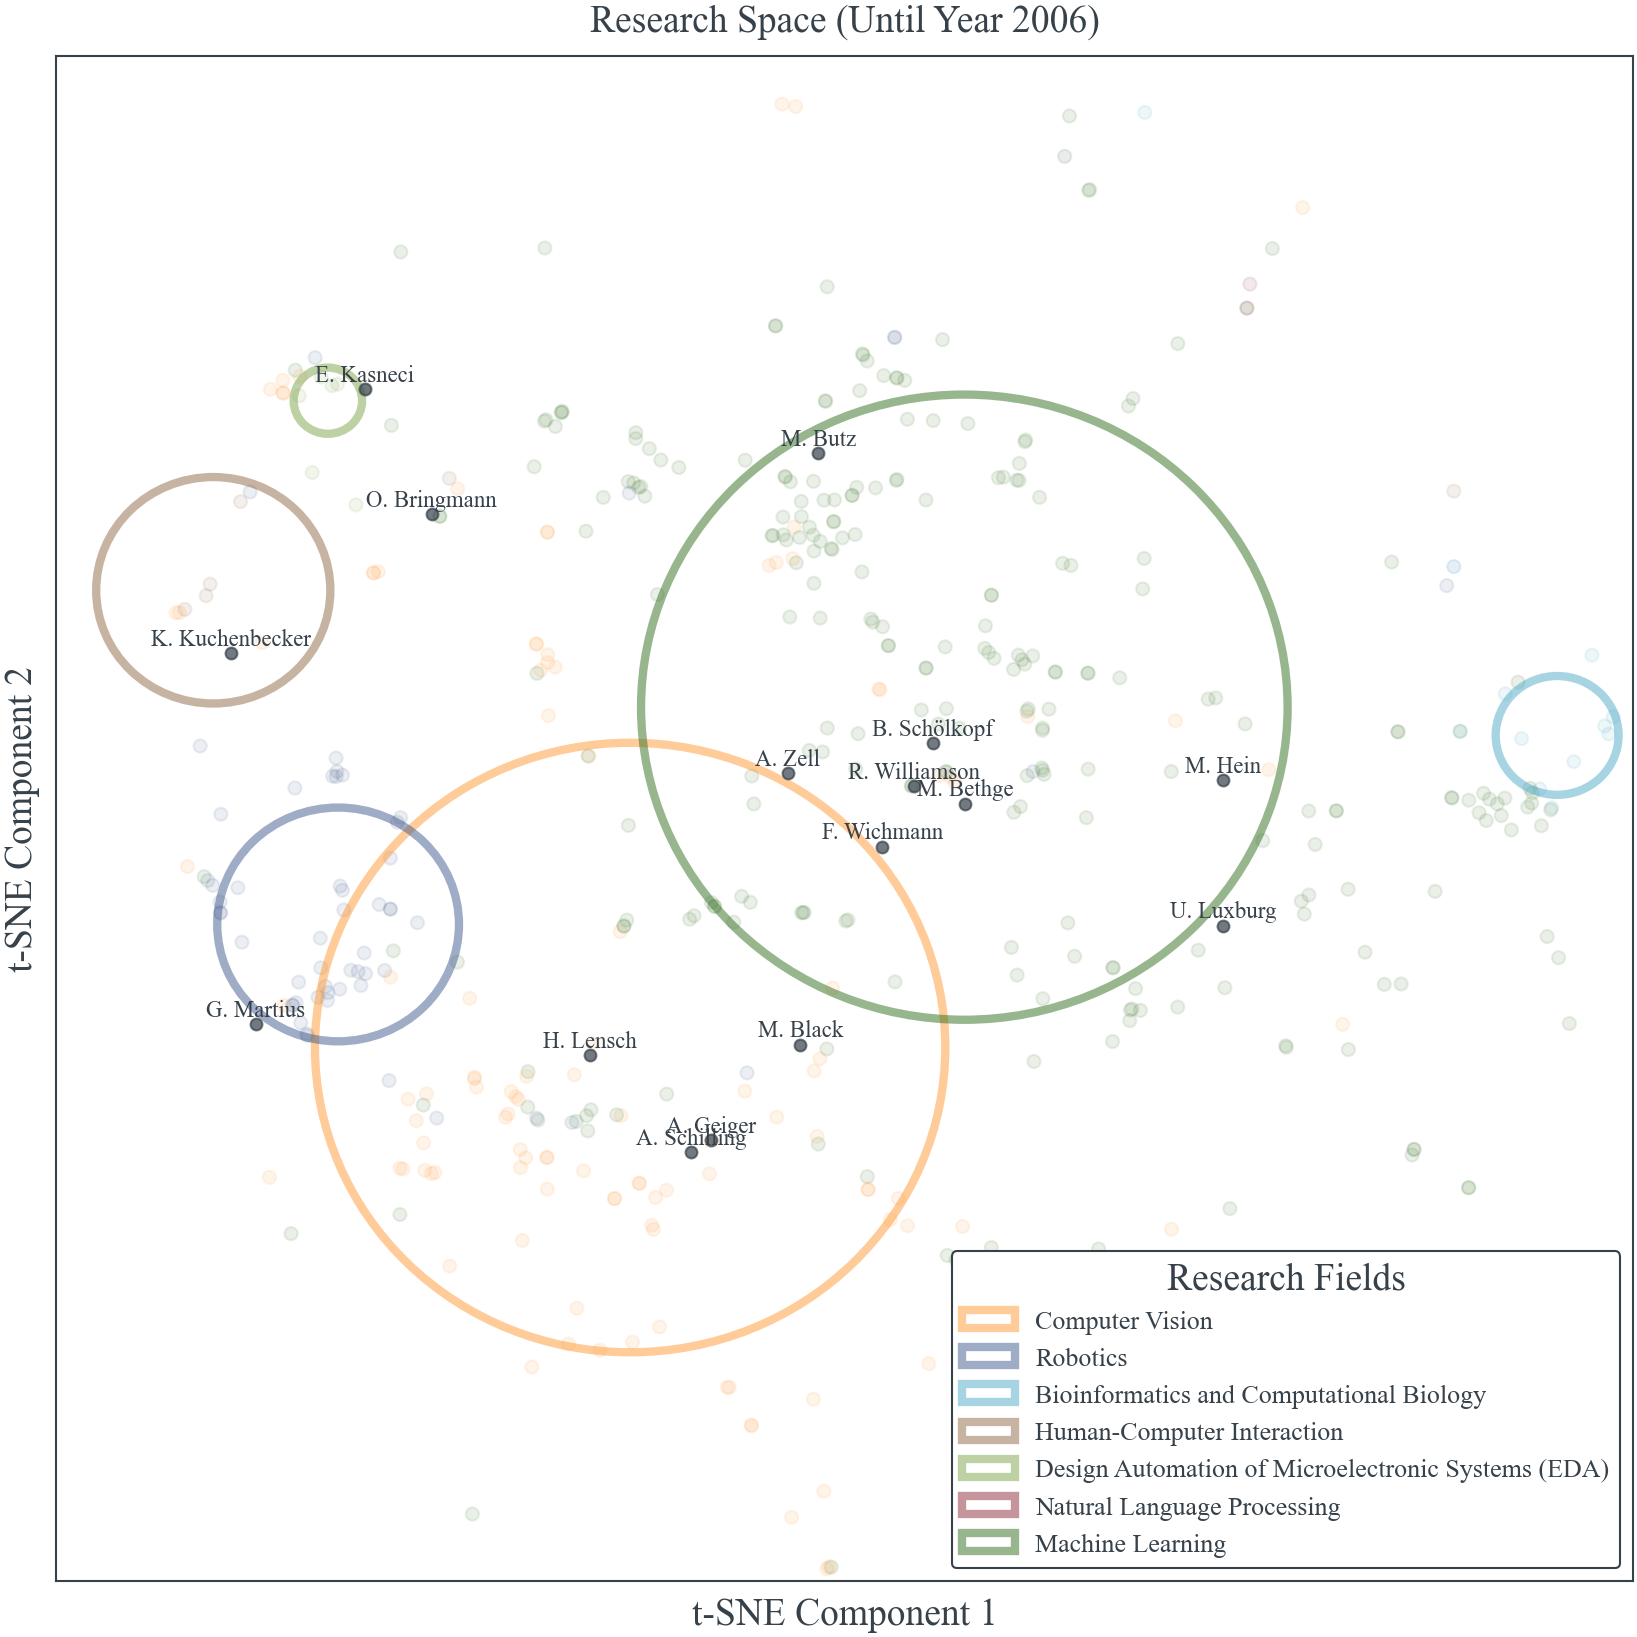 Research Space (Until Year 2006)
E. Kasneci
M. Butz
O. Bringmann
K. Kuchenbecker
B. Schölkopf
A. Zell
R. Williamson
M. Hein
M. Bethge
F. Wichmann
U. Luxburg
G. Martius
H. Lensch
M. Black
A. Geiger
A. Schilling
t-SNE Component 2
Research Fields
Computer Vision
Robotics
Bioinformatics and Computational Biology
Human-Computer Interaction
Design Automation of Microelectronic Systems (EDA)
Natural Language Processing
Machine Learning
t-SNE Component 1